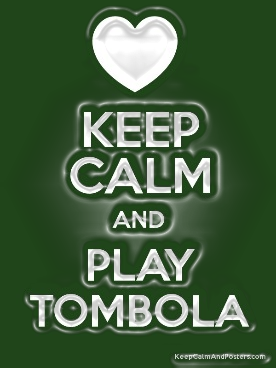 KEEP
CALM
AND
PLAY
TOMBOLA
KeepCalmAndPosters.com